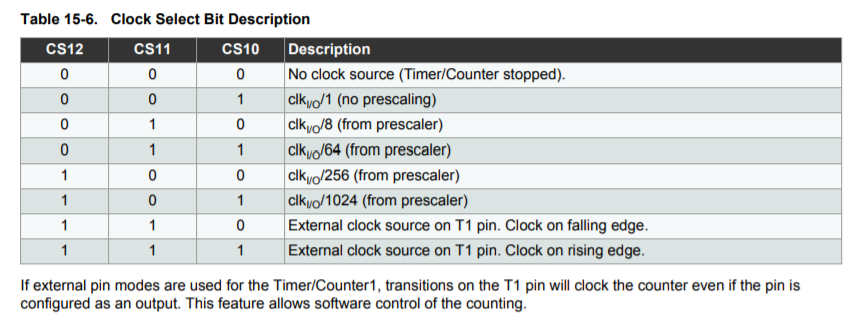 Table 15-6. Clock Select Bit Description
CS12 CS11 CS10 Description
0 0 0 No clock source (Timer/Counter stopped).
0 0 1 clkI/O/1 (no prescaling)
0 1 0 clkI/O/8 (from prescaler)
0 1 1 clkI/O/64 (from prescaler)
1 0 0 clkI/O/256 (from prescaler)
1 0 1 clkI/O/1024 (from prescaler)
1 1 0 External clock source on T1 pin. Clock on falling edge.
1 1 1 External clock source on T1 pin. Clock on rising edge.
If external pin modes are used for the Timer/Counter1, transitions on the T1 pin will clock the counter even if the pin is
configured as an output. This feature allows software control of the counting.